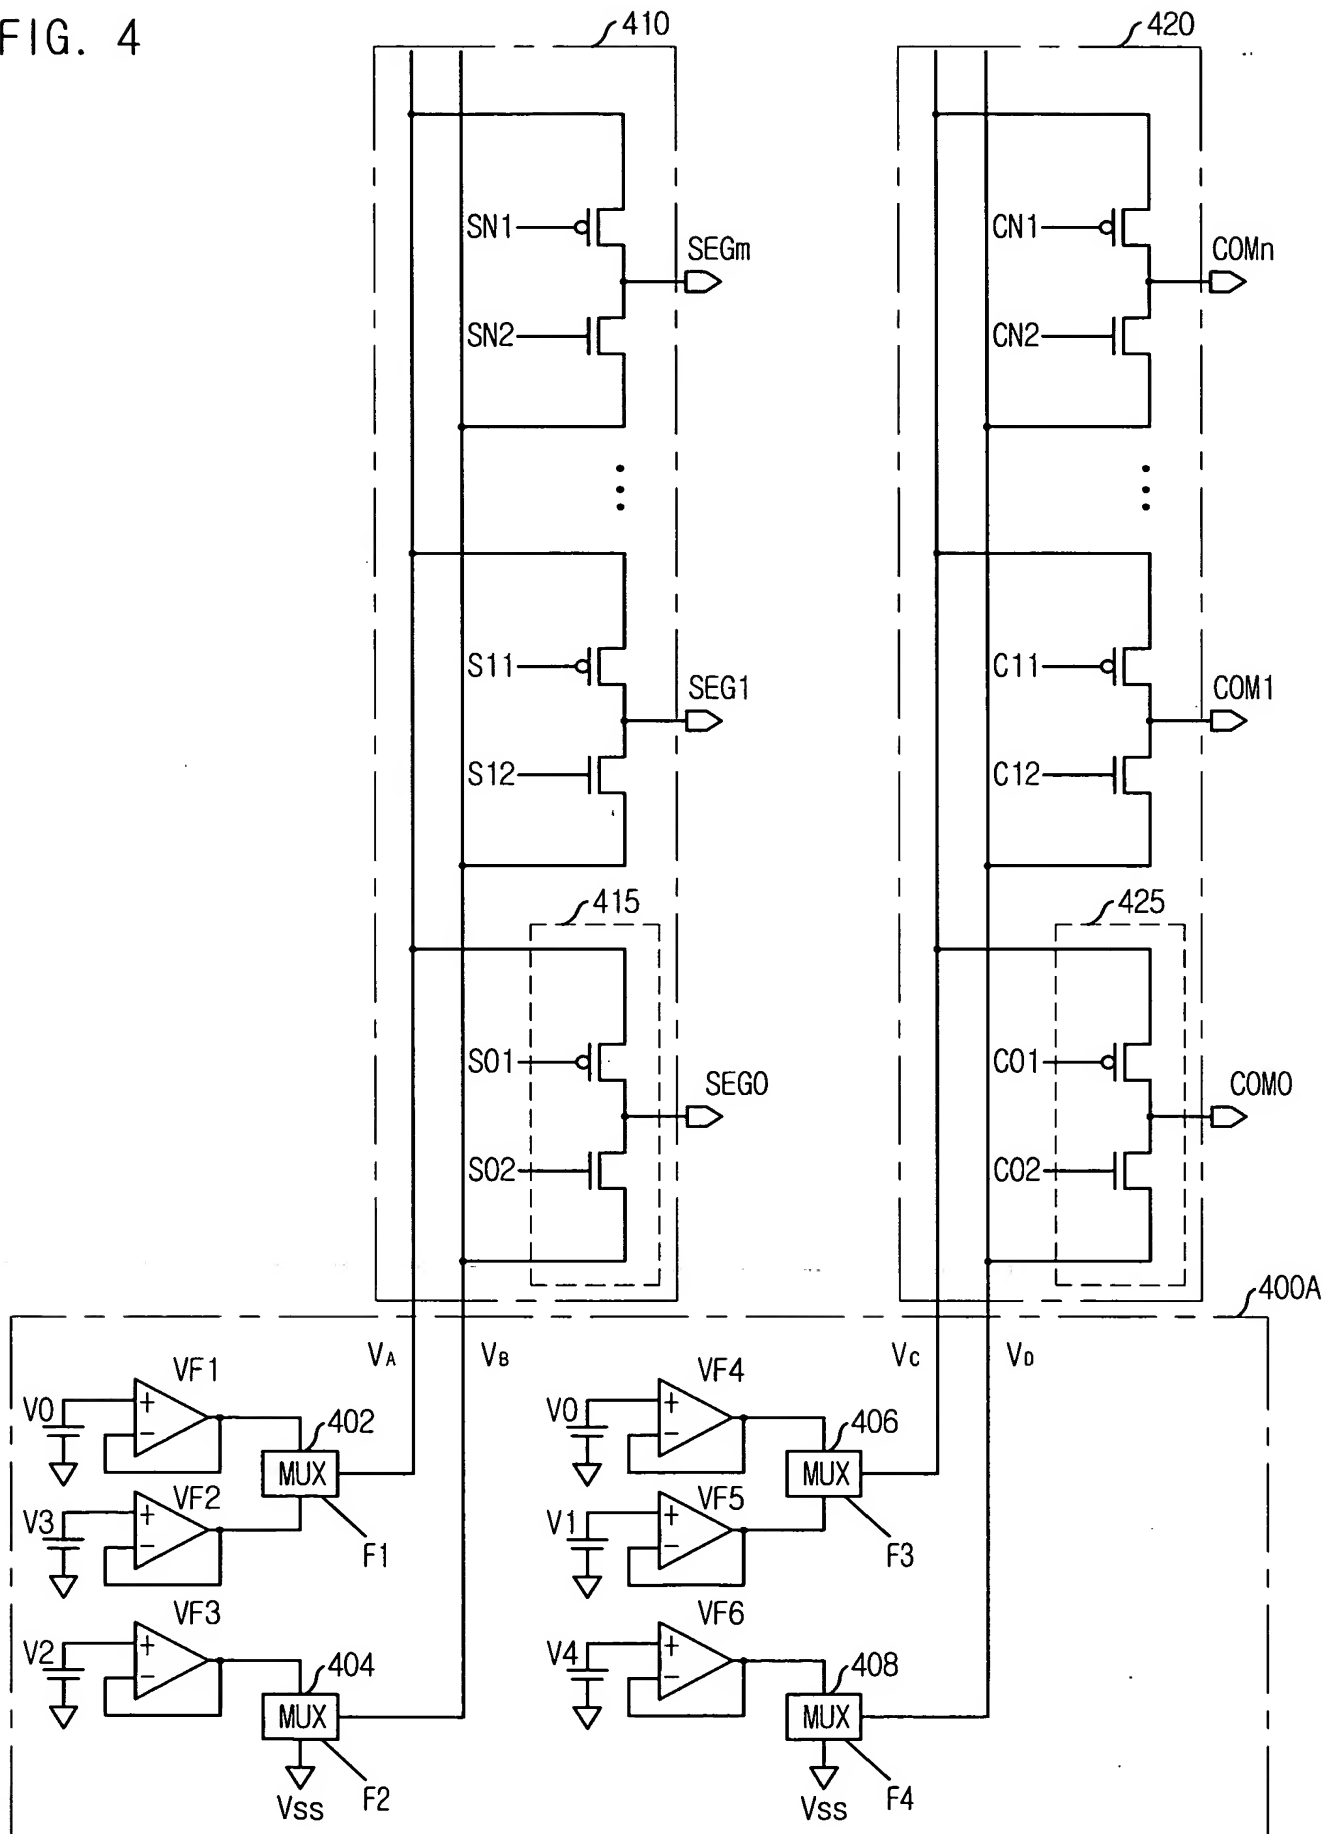 FIG. 4
410
420
SN1
SEGm
SN2
CN1
COMn
CN2
S11
SEG1
S12
C11
COM1
C12
415
425
S01
SEG0
S02
C01
COM0
C02
400A
VA
VB
VC
VD
VF1
V0
+
−
402
MUX
VF2
V3
+
−
F1
VF3
V2
+
−
404
MUX
F2
VSS
VF4
V0
+
−
406
MUX
VF5
V1
+
−
F3
VF6
V4
+
−
408
MUX
F4
VSS